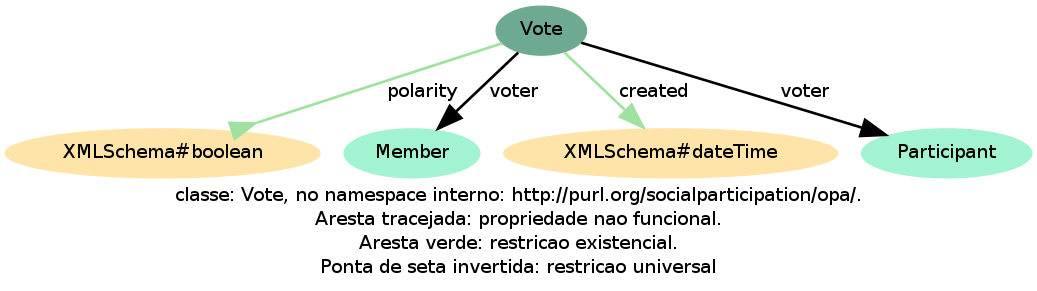 Vote
polarity voter created voter
XMLSchema#boolean Member XMLSchema#dateTime Participant
classe: Vote, no namespace interno: http://purl.org/socialparticipation/opa/.
Aresta tracejada: propriedade nao funcional.
Aresta verde: restricao existencial.
Ponta de seta invertida: restricao universal